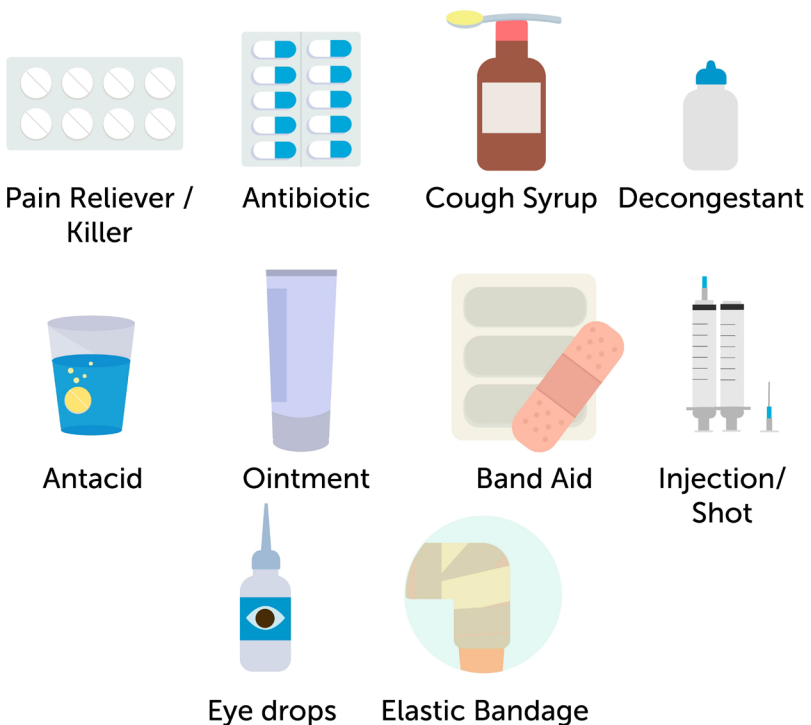 Pain Reliever /
Killer
Antibiotic
Cough Syrup
Decongestant
Antacid
Ointment
Band Aid
Injection/
Shot
Eye drops
Elastic Bandage